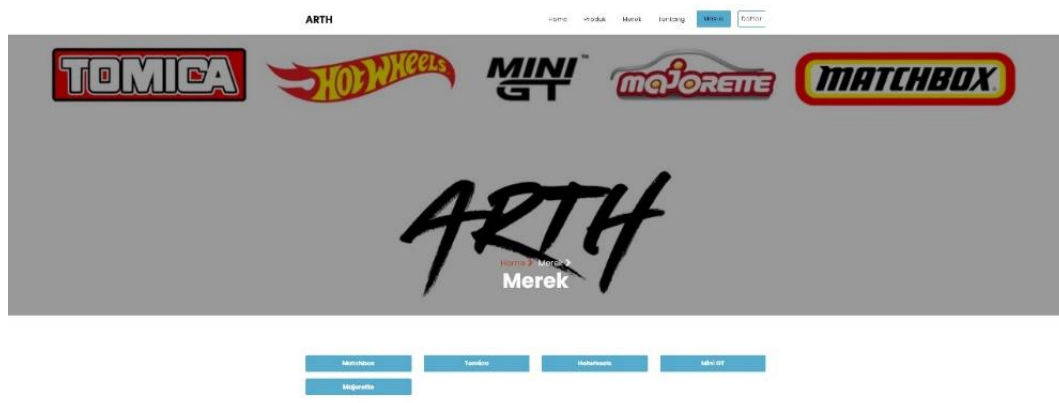 ARTH Home Produk Merek Tentang Masuk Daftar
TOMICA HOT WHEELS MINI GT™ MAJORETTE MATCHBOX
ARTH
Home > Merek >
Merek
Matchbox Tomica Hotwheels Mini GT
Majorette